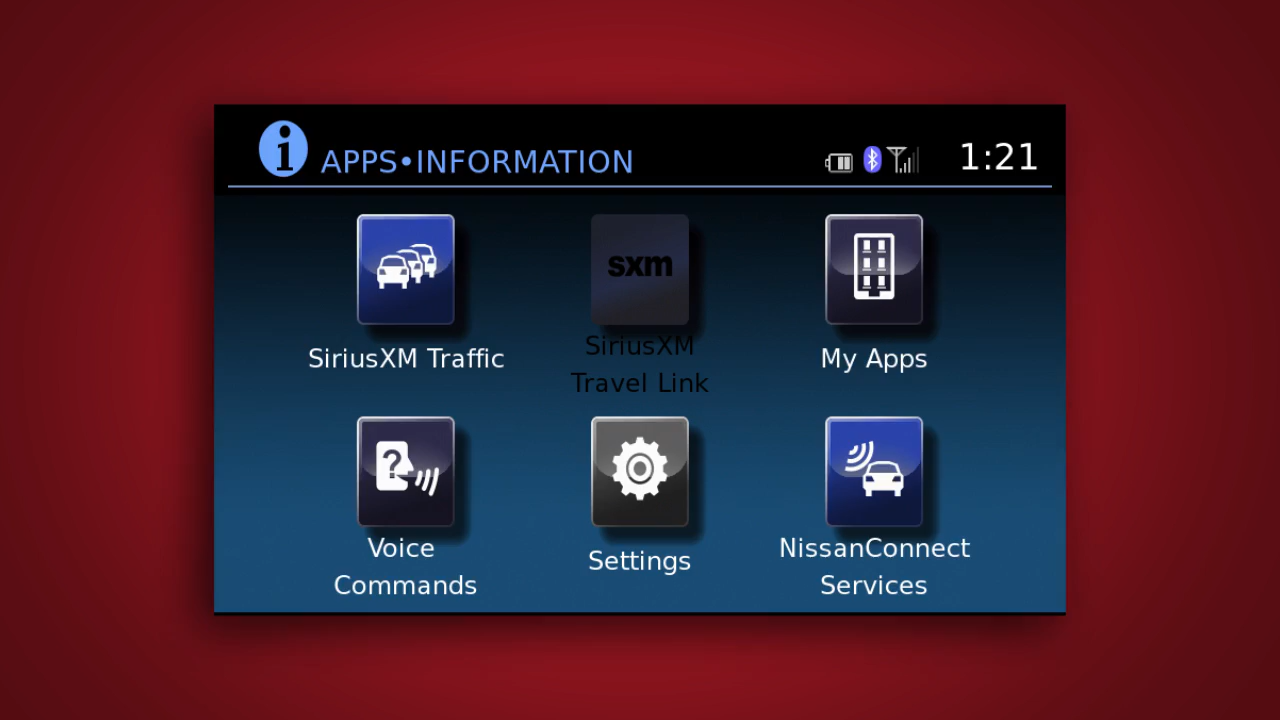 i APPS•INFORMATION 1:21
SiriusXM Traffic
sxm
SiriusXM
Travel Link
My Apps
?
Voice
Commands
Settings
NissanConnect
Services